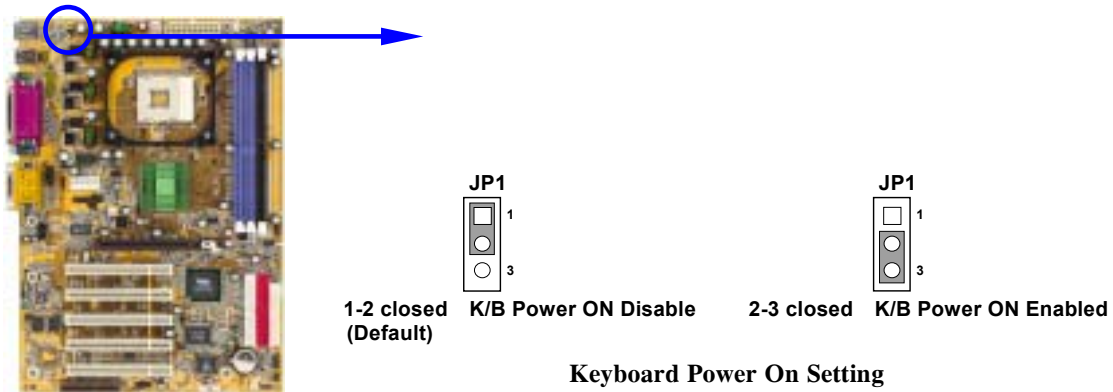 JP1
1
3
1-2 closed K/B Power ON Disable
(Default)
JP1
1
3
2-3 closed K/B Power ON Enabled
Keyboard Power On Setting